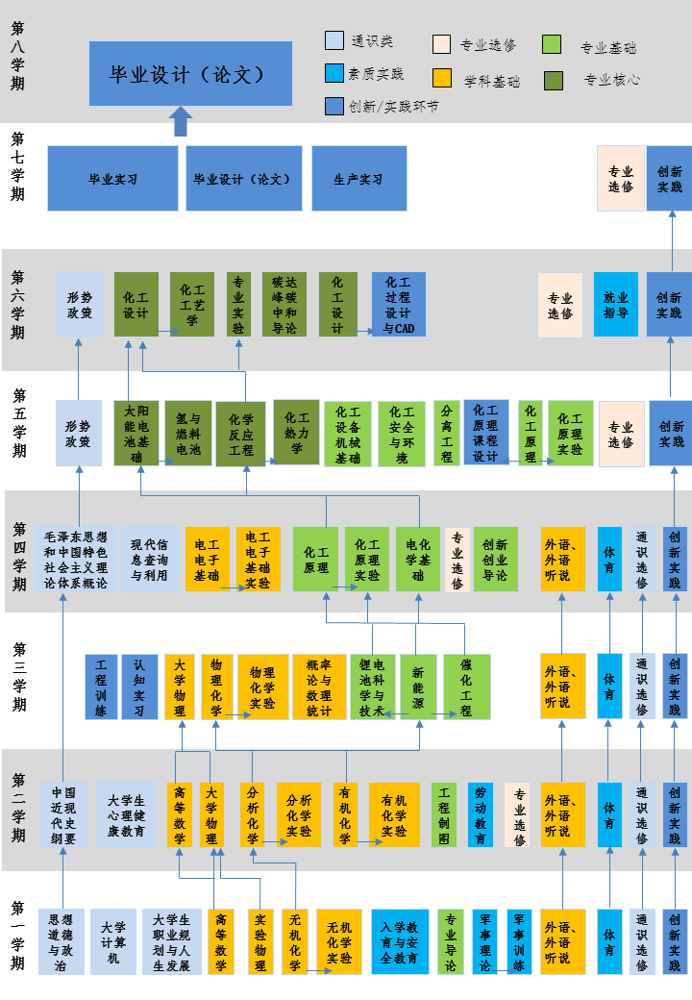 第八学期
毕业设计（论文）
通识类
专业选修
专业基础
素质实践
学科基础
专业核心
创新/实践环节
第七学期
毕业实习
毕业设计（论文）
生产实习
专业
选修
创新
实践
第六学期
形势
政策
化工
设计
化工
工艺
学
专业实验
碳达
峰碳
中和
导论
化工设计
化工
过程
设计
与CAD
专业
选修
就业
指导
创新
实践
第五学期
形势
政策
太阳
能电
池基
础
氢与
燃料
电池
化学
反应
工程
化工
热力
学
化工
设备
机械
基础
化工
安全
与环
境
分离工程
化工
原理
课程
设计
化工原理
化工
原理
实验
专业
选修
创新
实践
第四学期
毛泽东思想
和中国特色
社会主义理
论体系概论
现代信
息查询
与利用
电工
电子
基础
电工
电子
基础
实验
化工
原理
化工
原理
实验
电化
学基
础
专业选修
创新
创业
导论
外语、
外语
听说
体育
通识选修
创新实践
第三学期
工程训练
认知实习
大学物理
物理化学
物理
化学
实验
概率
论与
数理
统计
锂电
池科
学与
技术
新能源
催化
工程
外语、
外语
听说
体育
通识选修
创新实践
第二学期
中国
近现
代史
纲要
大学生
心理健
康教育
高等数学
大学物理
分析化学
分析
化学
实验
有机化学
有机
化学
实验
工程制图
劳动教育
专业选修
外语、
外语
听说
体育
通识选修
创新实践
第一学期
思想
道德
与政
治
大学
计算
机
大学生
职业规
划与人
生发展
高等数学
实验物理
无机化学
无机
化学
实验
入学教
育与安
全教育
专业导论
军事理论
军事训练
外语、
外语
听说
体育
通识选修
创新实践